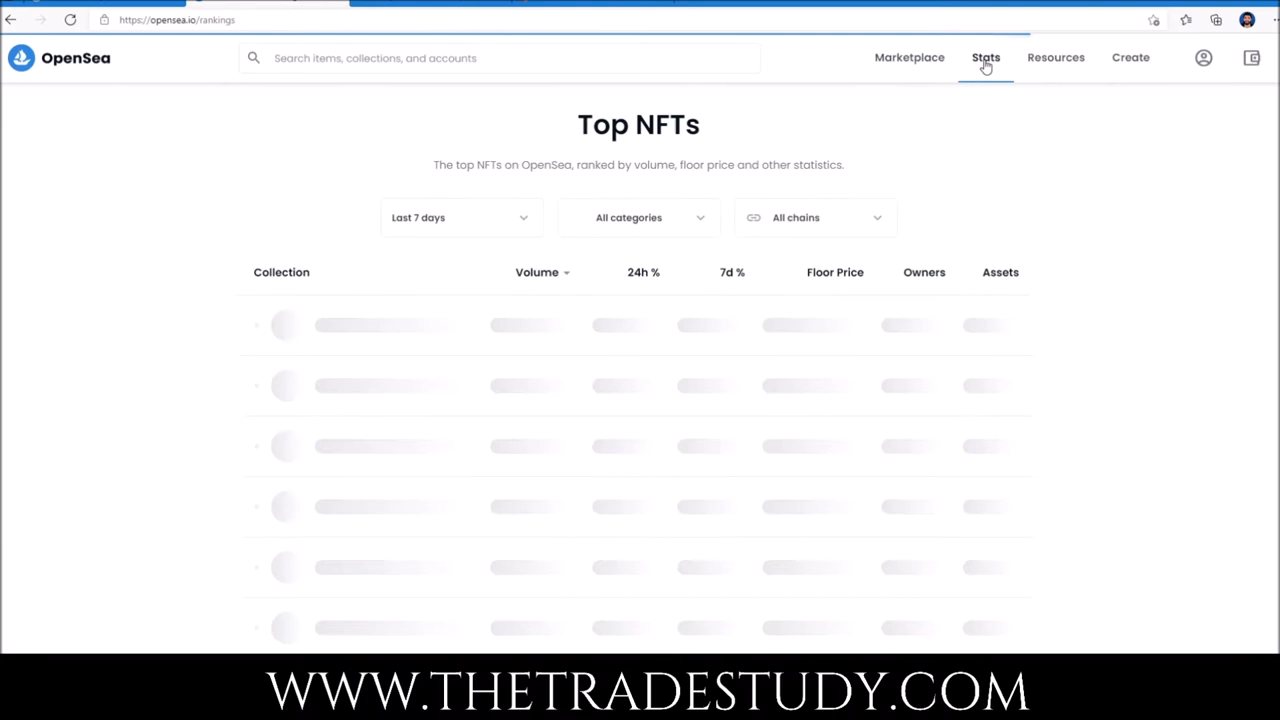 https://opensea.io/rankings
OpenSea
Search items, collections, and accounts
Marketplace Stats Resources Create
Top NFTs
The top NFTs on OpenSea, ranked by volume, floor price and other statistics.
Last 7 days All categories All chains
Collection Volume 24h % 7d % Floor Price Owners Assets
WWW.THETRADESTUDY.COM